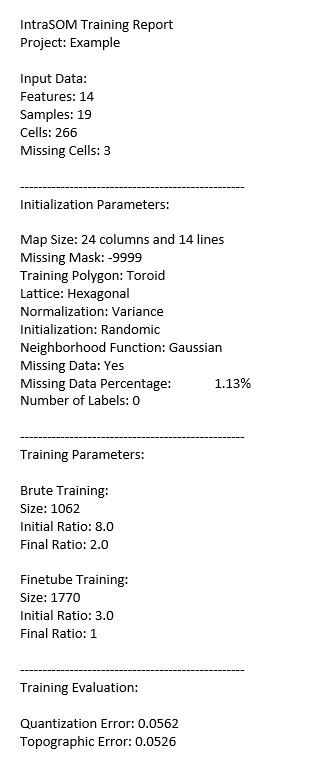 IntraSOM Training Report
Project: Example
Input Data:
Features: 14
Samples: 19
Cells: 266
Missing Cells: 3
--------------------------------------------------
Initialization Parameters:
Map Size: 24 columns and 14 lines
Missing Mask: -9999
Training Polygon: Toroid
Lattice: Hexagonal
Normalization: Variance
Initialization: Randomic
Neighborhood Function: Gaussian
Missing Data: Yes
Missing Data Percentage: 1.13%
Number of Labels: 0
--------------------------------------------------
Training Parameters:
Brute Training:
Size: 1062
Initial Ratio: 8.0
Final Ratio: 2.0
Finetube Training:
Size: 1770
Initial Ratio: 3.0
Final Ratio: 1
--------------------------------------------------
Training Evaluation:
Quantization Error: 0.0562
Topographic Error: 0.0526